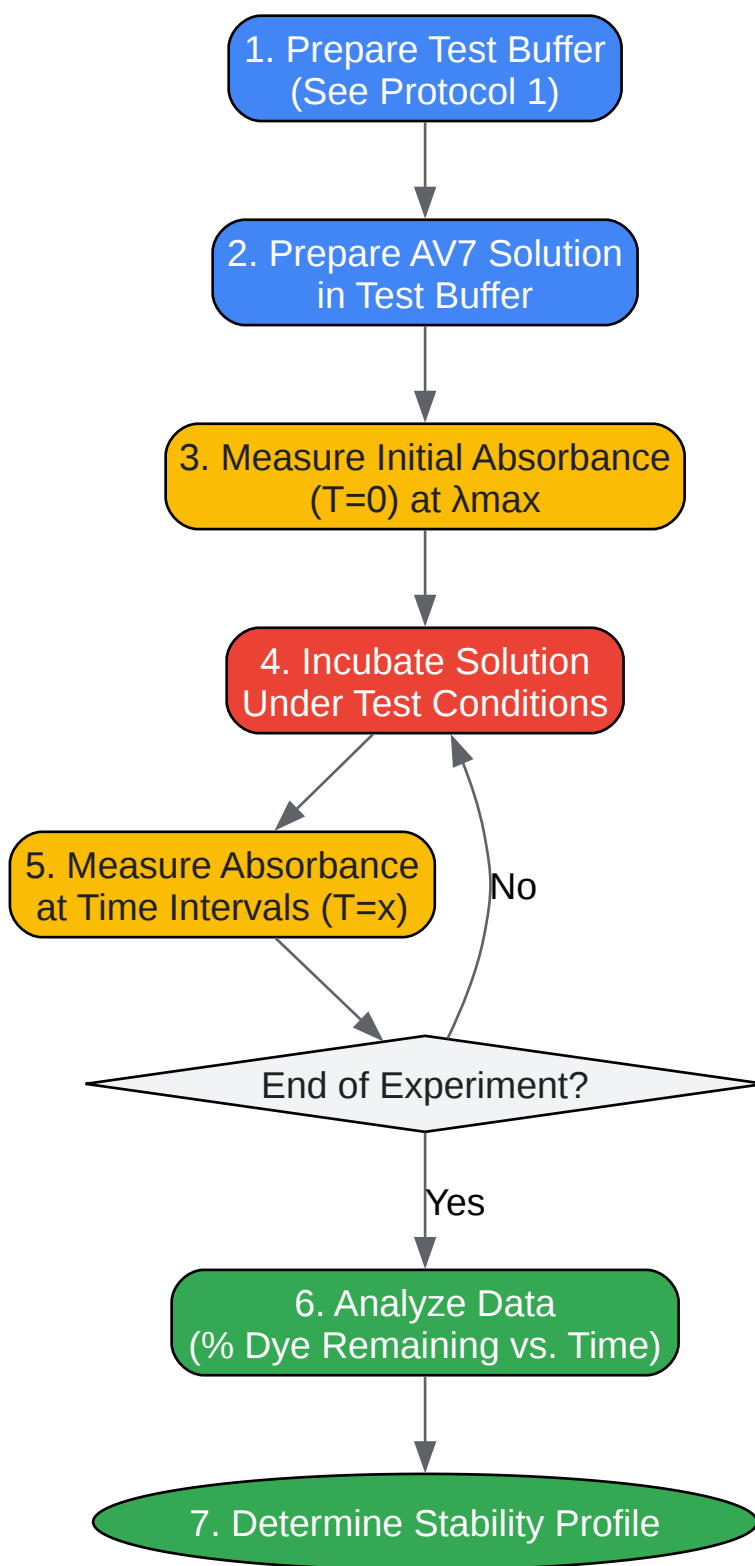 1. Prepare Test Buffer
(See Protocol 1)
2. Prepare AV7 Solution
in Test Buffer
3. Measure Initial Absorbance
(T=0) at λmax
4. Incubate Solution
Under Test Conditions
5. Measure Absorbance
at Time Intervals (T=x)
No
End of Experiment?
Yes
6. Analyze Data
(% Dye Remaining vs. Time)
7. Determine Stability Profile